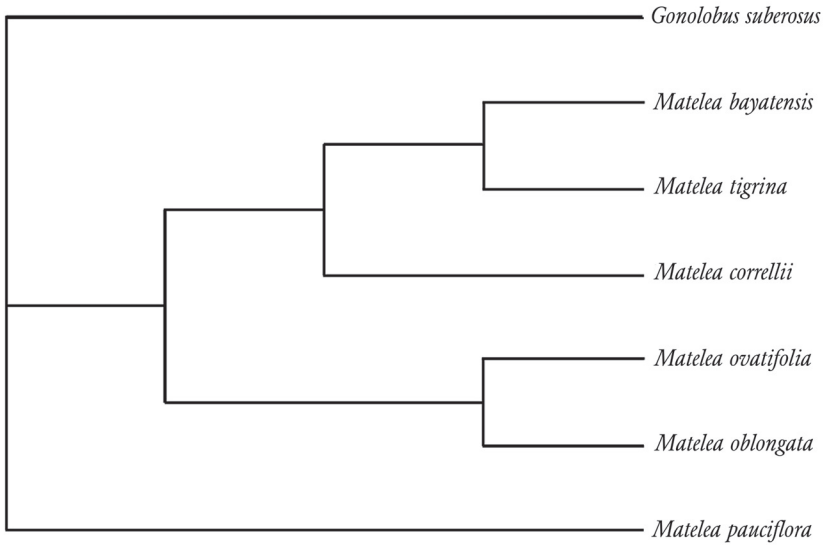 Gonolobus suberosus
Matelea bayatensis
Matelea tigrina
Matelea correllii
Matelea ovatifolia
Matelea oblongata
Matelea pauciflora